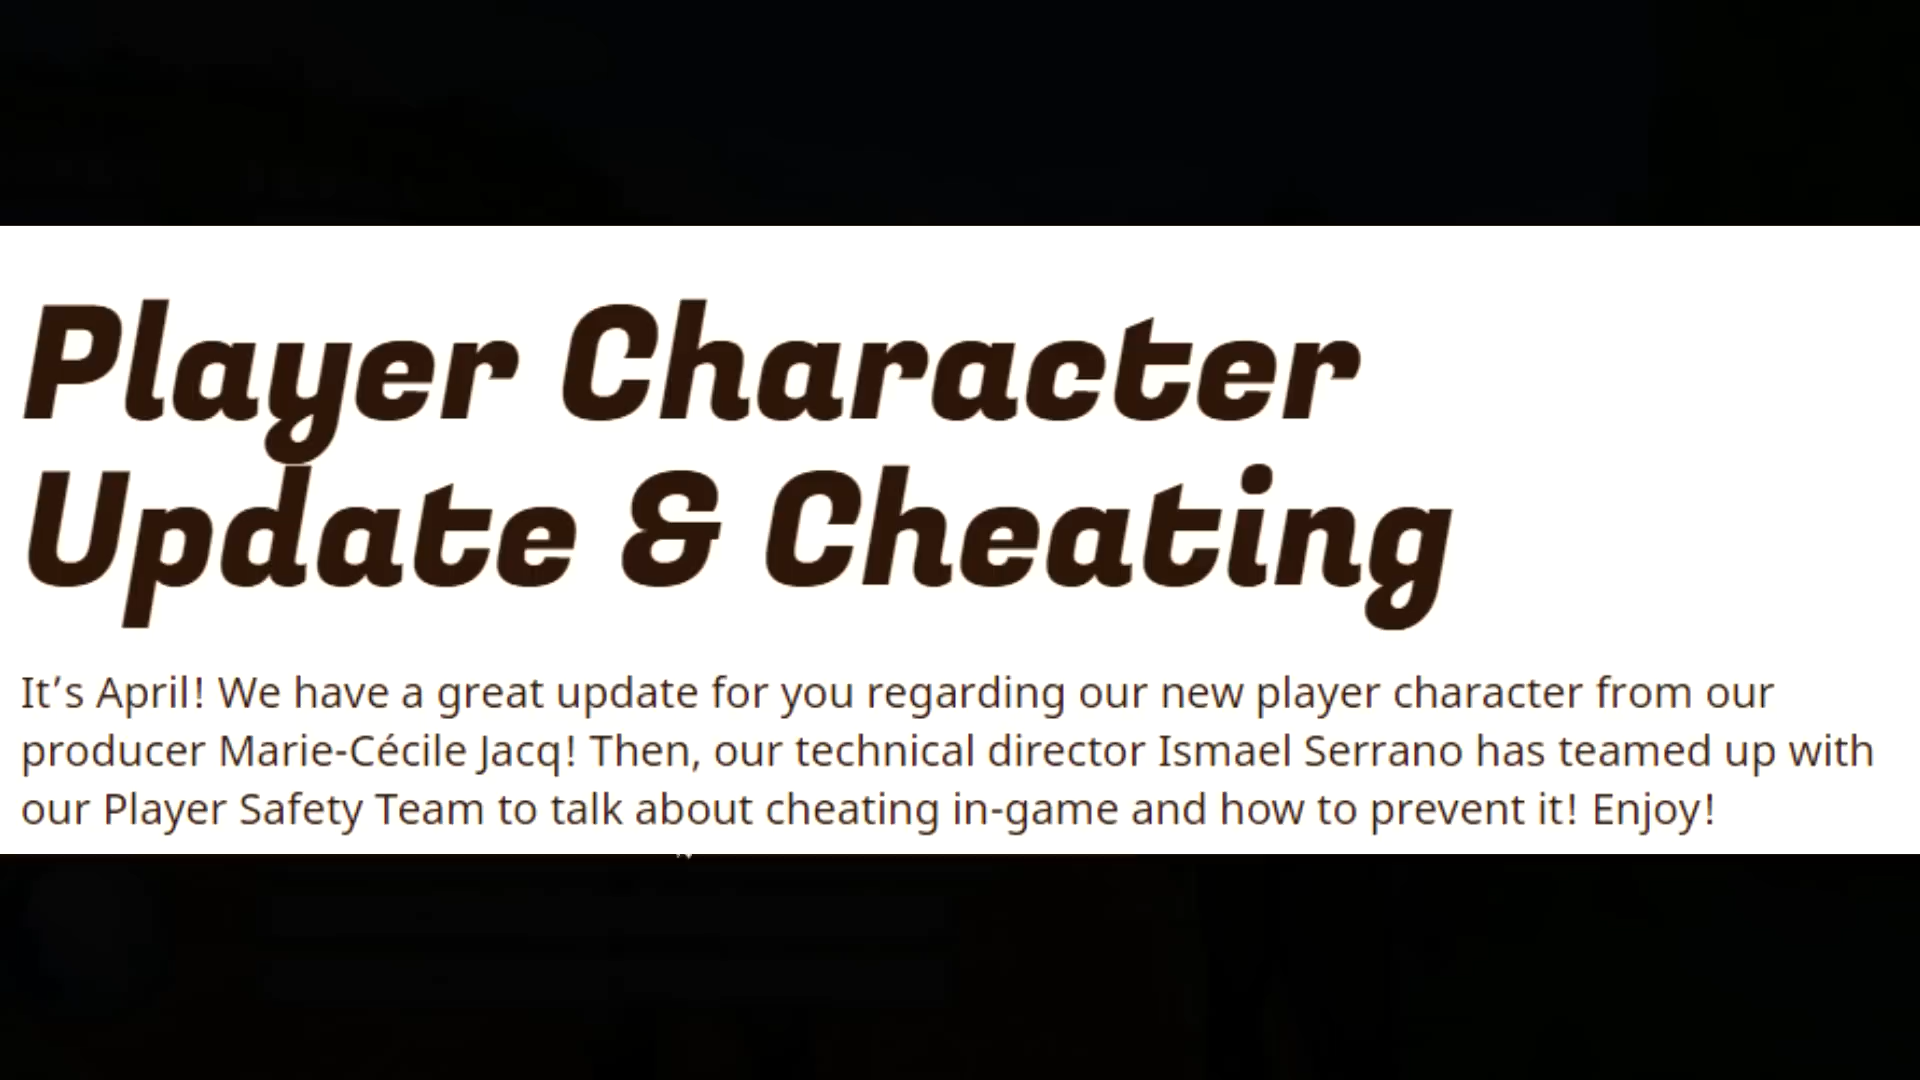 Player Character
Update & Cheating
It’s April! We have a great update for you regarding our new player character from our
producer Marie-Cécile Jacq! Then, our technical director Ismael Serrano has teamed up with
our Player Safety Team to talk about cheating in-game and how to prevent it! Enjoy!